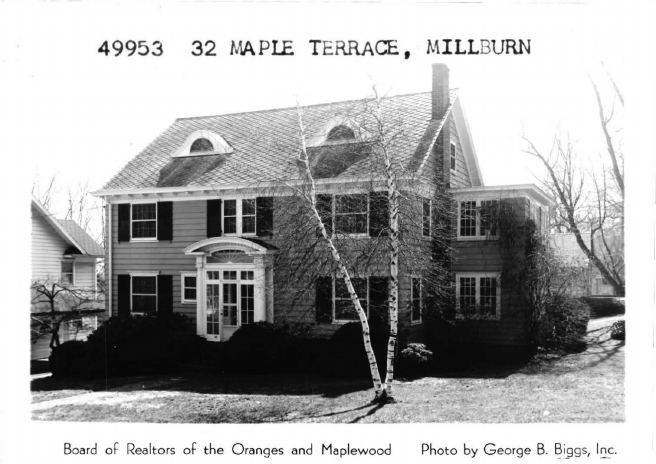 49953 32 MAPLE TERRACE, MILLBURN
Board of Realtors of the Oranges and Maplewood Photo by George B. Biggs, Inc.